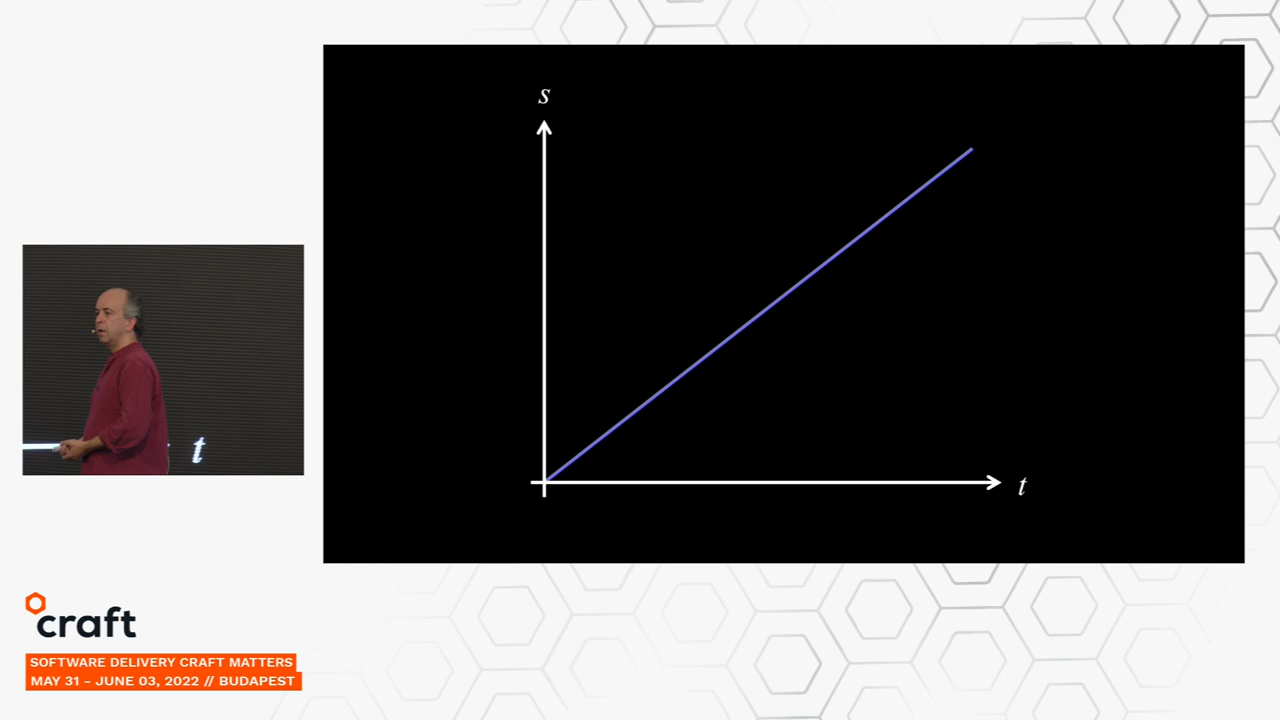 s
t
t
craft
SOFTWARE DELIVERY CRAFT MATTERS
MAY 31 - JUNE 03, 2022 // BUDAPEST